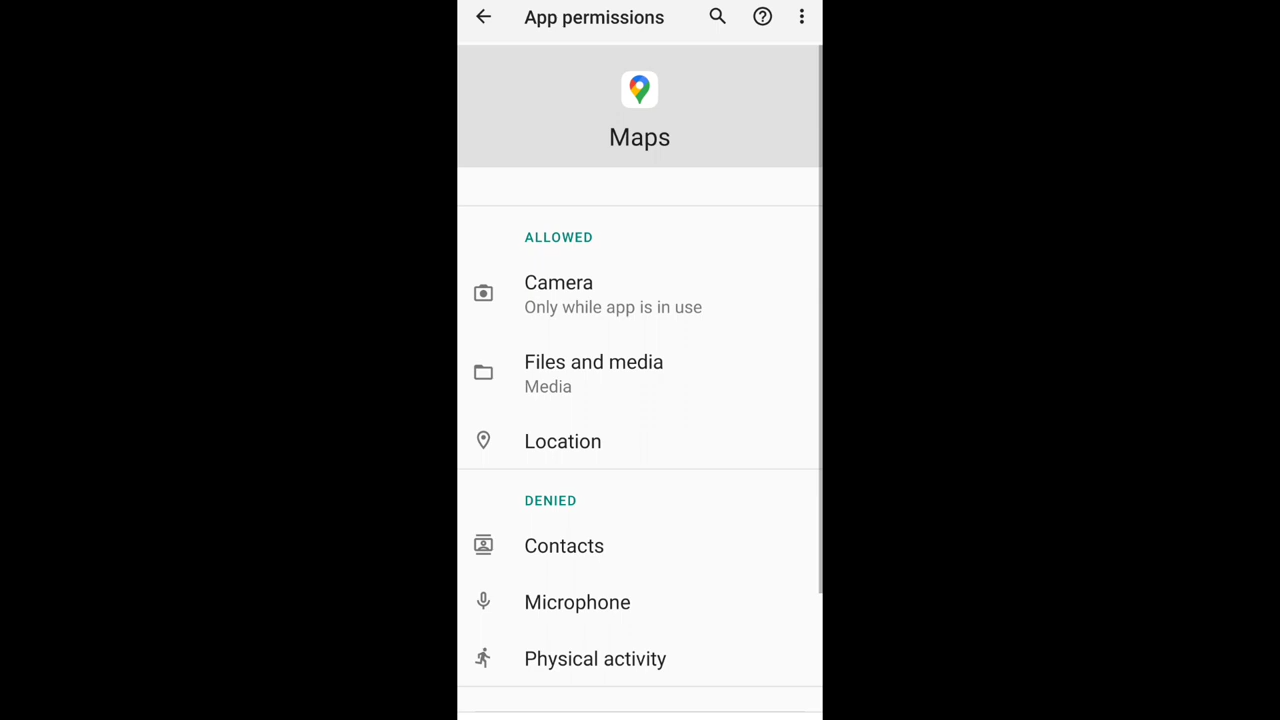 App permissions
Maps
ALLOWED
Camera
Only while app is in use
Files and media
Media
Location
DENIED
Contacts
Microphone
Physical activity